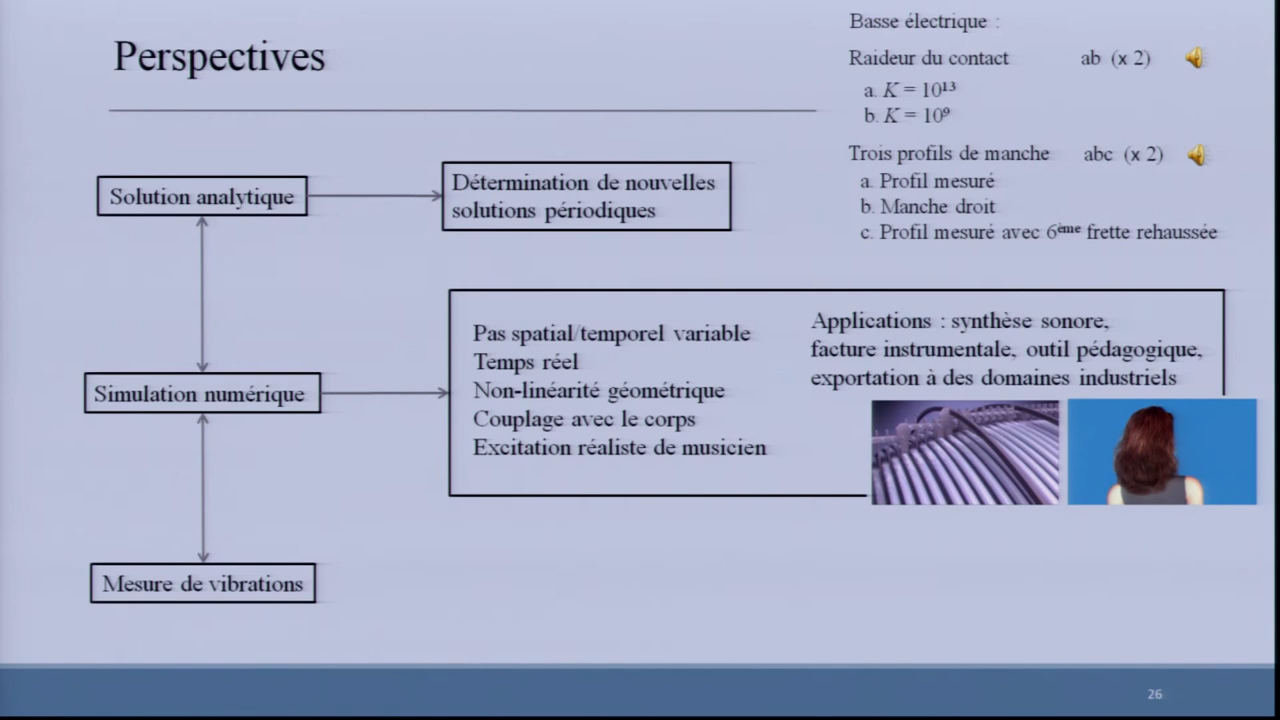 Perspectives
Basse électrique :
Raideur du contact ab (x 2)
a. K = 10¹³
b. K = 10⁹
Trois profils de manche abc (x 2)
a. Profil mesuré
b. Manche droit
c. Profil mesuré avec 6ème frette rehaussée
Solution analytique
Détermination de nouvelles
solutions périodiques
Simulation numérique
Pas spatial/temporel variable
Temps réel
Non-linéarité géométrique
Couplage avec le corps
Excitation réaliste de musicien
Applications : synthèse sonore,
facture instrumentale, outil pédagogique,
exportation à des domaines industriels
Mesure de vibrations
26